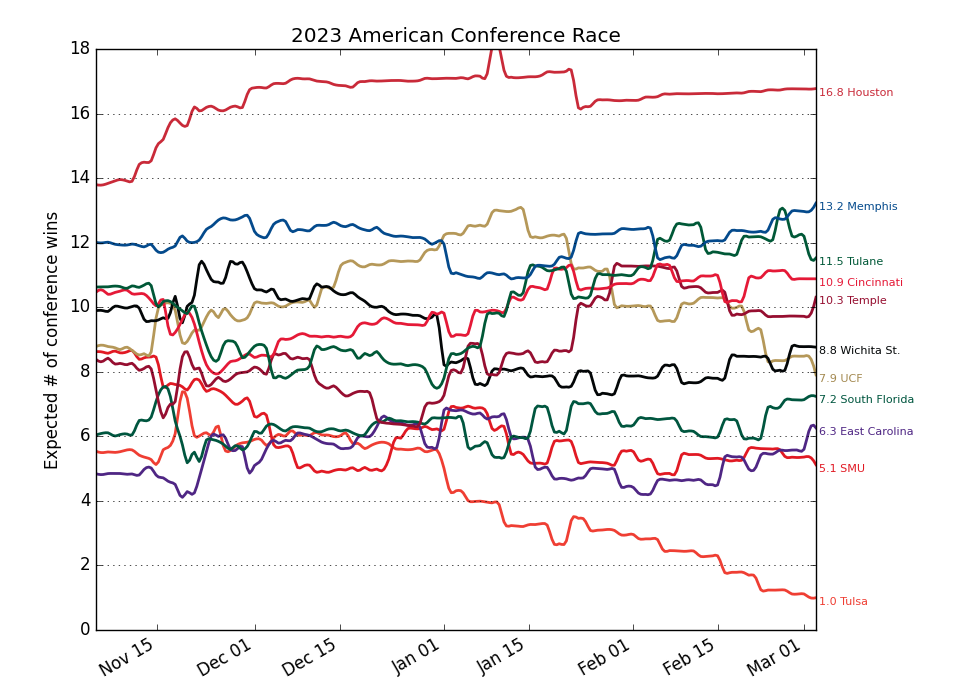 2023 American Conference Race
Expected # of conference wins
18
16
14
12
10
8
6
4
2
0
16.8 Houston
13.2 Memphis
11.5 Tulane
10.9 Cincinnati
10.3 Temple
8.8 Wichita St.
7.9 UCF
7.2 South Florida
6.3 East Carolina
5.1 SMU
1.0 Tulsa
Nov 15
Dec 01
Dec 15
Jan 01
Jan 15
Feb 01
Feb 15
Mar 01